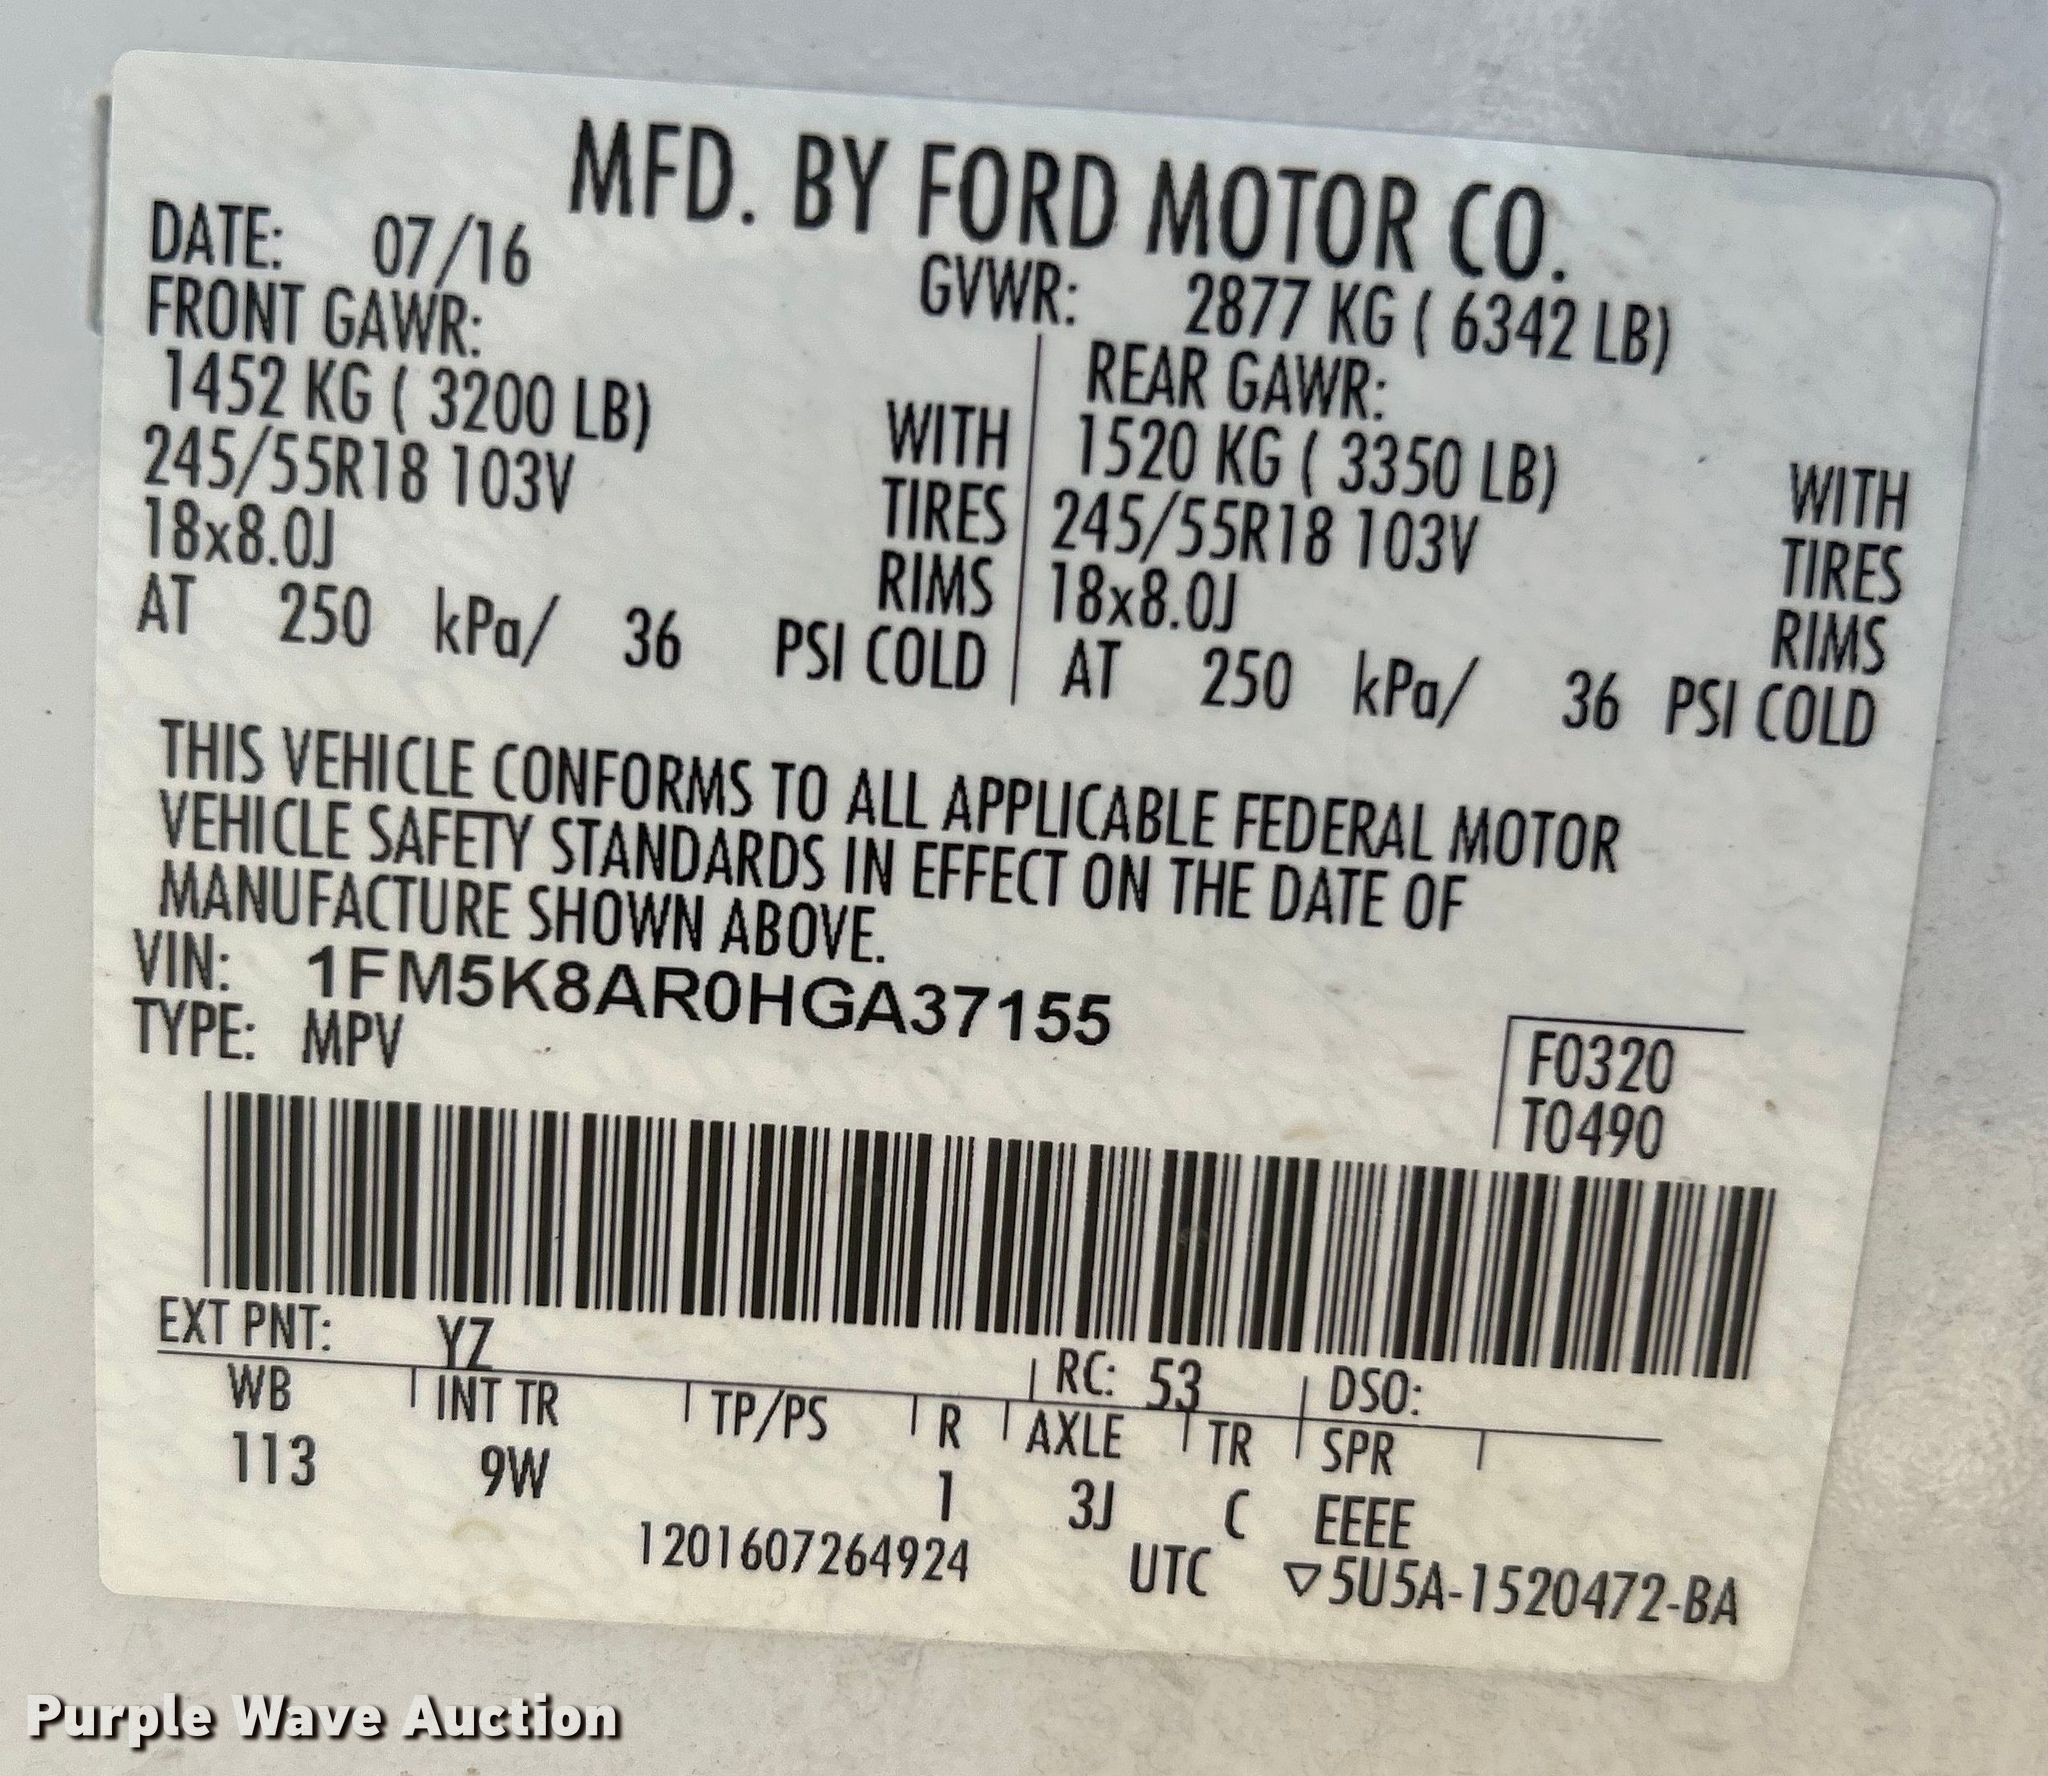 MFD. BY FORD MOTOR CO.
DATE: 07/16 GVWR: 2877 KG ( 6342 LB)
FRONT GAWR: REAR GAWR:
1452 KG ( 3200 LB) WITH 1520 KG ( 3350 LB) WITH
245/55R18 103V TIRES 245/55R18 103V TIRES
18x8.0J RIMS 18x8.0J RIMS
AT 250 kPa/ 36 PSI COLD AT 250 kPa/ 36 PSI COLD
THIS VEHICLE CONFORMS TO ALL APPLICABLE FEDERAL MOTOR
VEHICLE SAFETY STANDARDS IN EFFECT ON THE DATE OF
MANUFACTURE SHOWN ABOVE.
VIN: 1FM5K8AR0HGA37155
TYPE: MPV
F0320
T0490
EXT PNT: YZ RC: 53 DSO:
WB INT TR TP/PS R AXLE TR SPR
113 9W 1 3J C EEEE
1201607264924 UTC ▽5U5A-1520472-BA
Purple Wave Auction